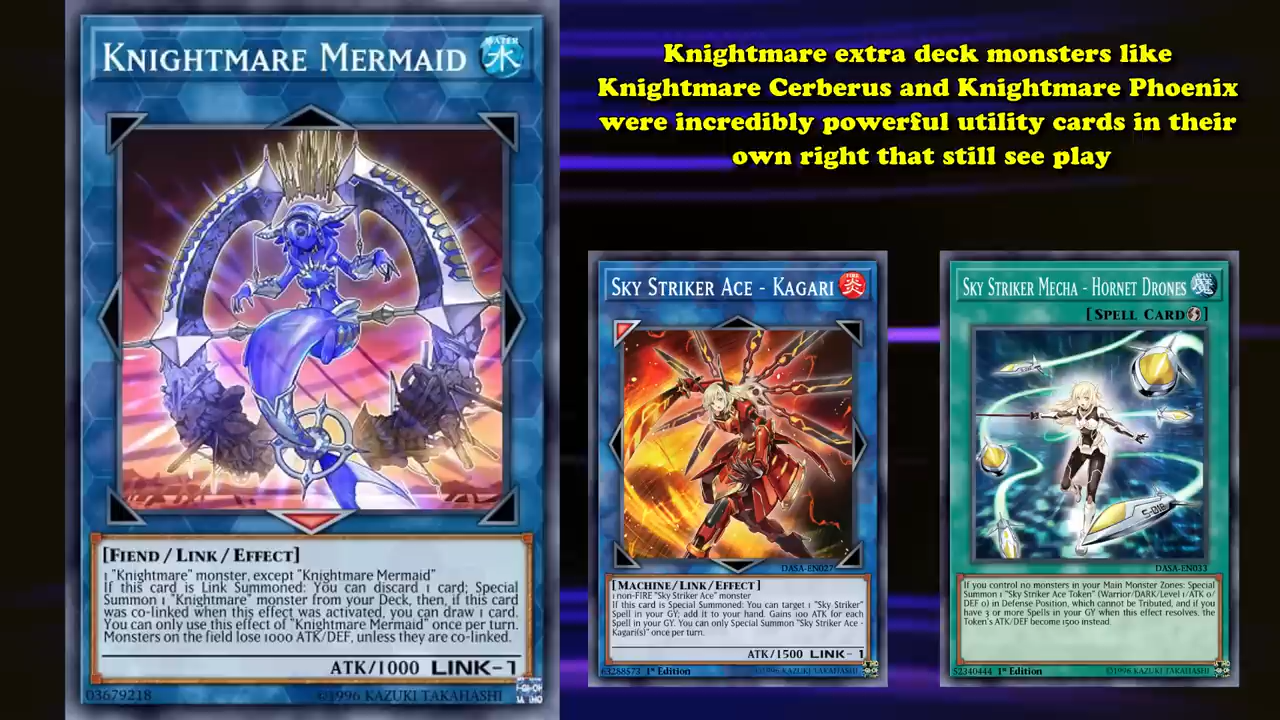 Knightmare Mermaid
WATER
水
[Fiend / Link / Effect]
1 "Knightmare" monster, except "Knightmare Mermaid"
If this card is Link Summoned: You can discard 1 card; Special
Summon 1 "Knightmare" monster from your Deck, then, if this card
was co-linked when this effect was activated, you can draw 1 card.
You can only use this effect of "Knightmare Mermaid" once per turn.
Monsters on the field lose 1000 ATK/DEF, unless they are co-linked.
ATK/1000 LINK-1
03679218
©1996 KAZUKI TAKAHASHI
Knightmare extra deck monsters like
Knightmare Cerberus and Knightmare Phoenix
were incredibly powerful utility cards in their
own right that still see play
Sky Striker Ace - Kagari
FIRE
炎
DASA-EN027
[Machine/Link/Effect]
1 non-FIRE "Sky Striker Ace" monster
If this card is Special Summoned: You can target 1 "Sky Striker"
Spell in your GY; add it to your hand. Gains 100 ATK for each
Spell in your GY. You can only Special Summon "Sky Striker Ace -
Kagari(s)" once per turn.
ATK/1500 LINK-1
63288573 1st Edition ©1996 KAZUKI TAKAHASHI
Sky Striker Mecha - Hornet Drones
魔
[Spell Card]
S-018
DASA-EN033
If you control no monsters in your Main Monster Zones: Special
Summon 1 "Sky Striker Ace Token" (Warrior/DARK/Level 1/ATK 0/
DEF 0) in Defense Position, which cannot be Tributed, and if you
have 3 or more Spells in your GY when this effect resolves, the
Token's ATK/DEF become 1500 instead.
52340444 1st Edition ©1996 KAZUKI TAKAHASHI